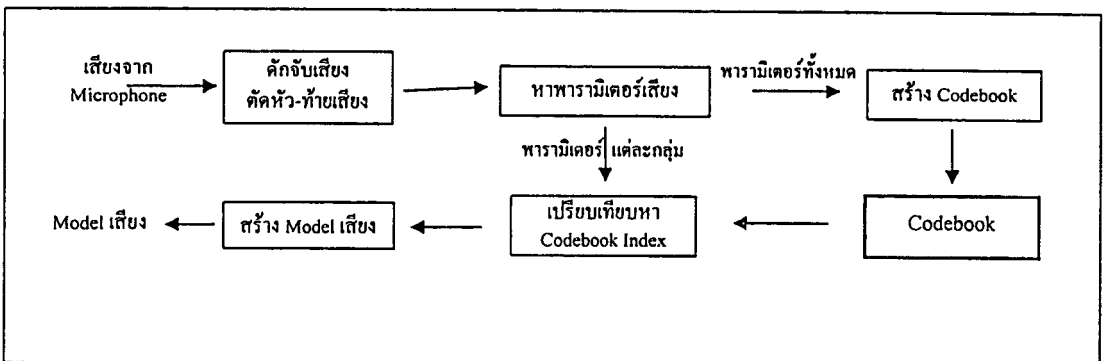 เสียงจาก
Microphone
ดักจับเสียง
ตัดหัว-ท้ายเสียง
หาพารามิเตอร์เสียง
พารามิเตอร์ทั้งหมด
สร้าง Codebook
พารามิเตอร์ แต่ละกลุ่ม
Model เสียง
สร้าง Model เสียง
เปรียบเทียบหา
Codebook Index
Codebook